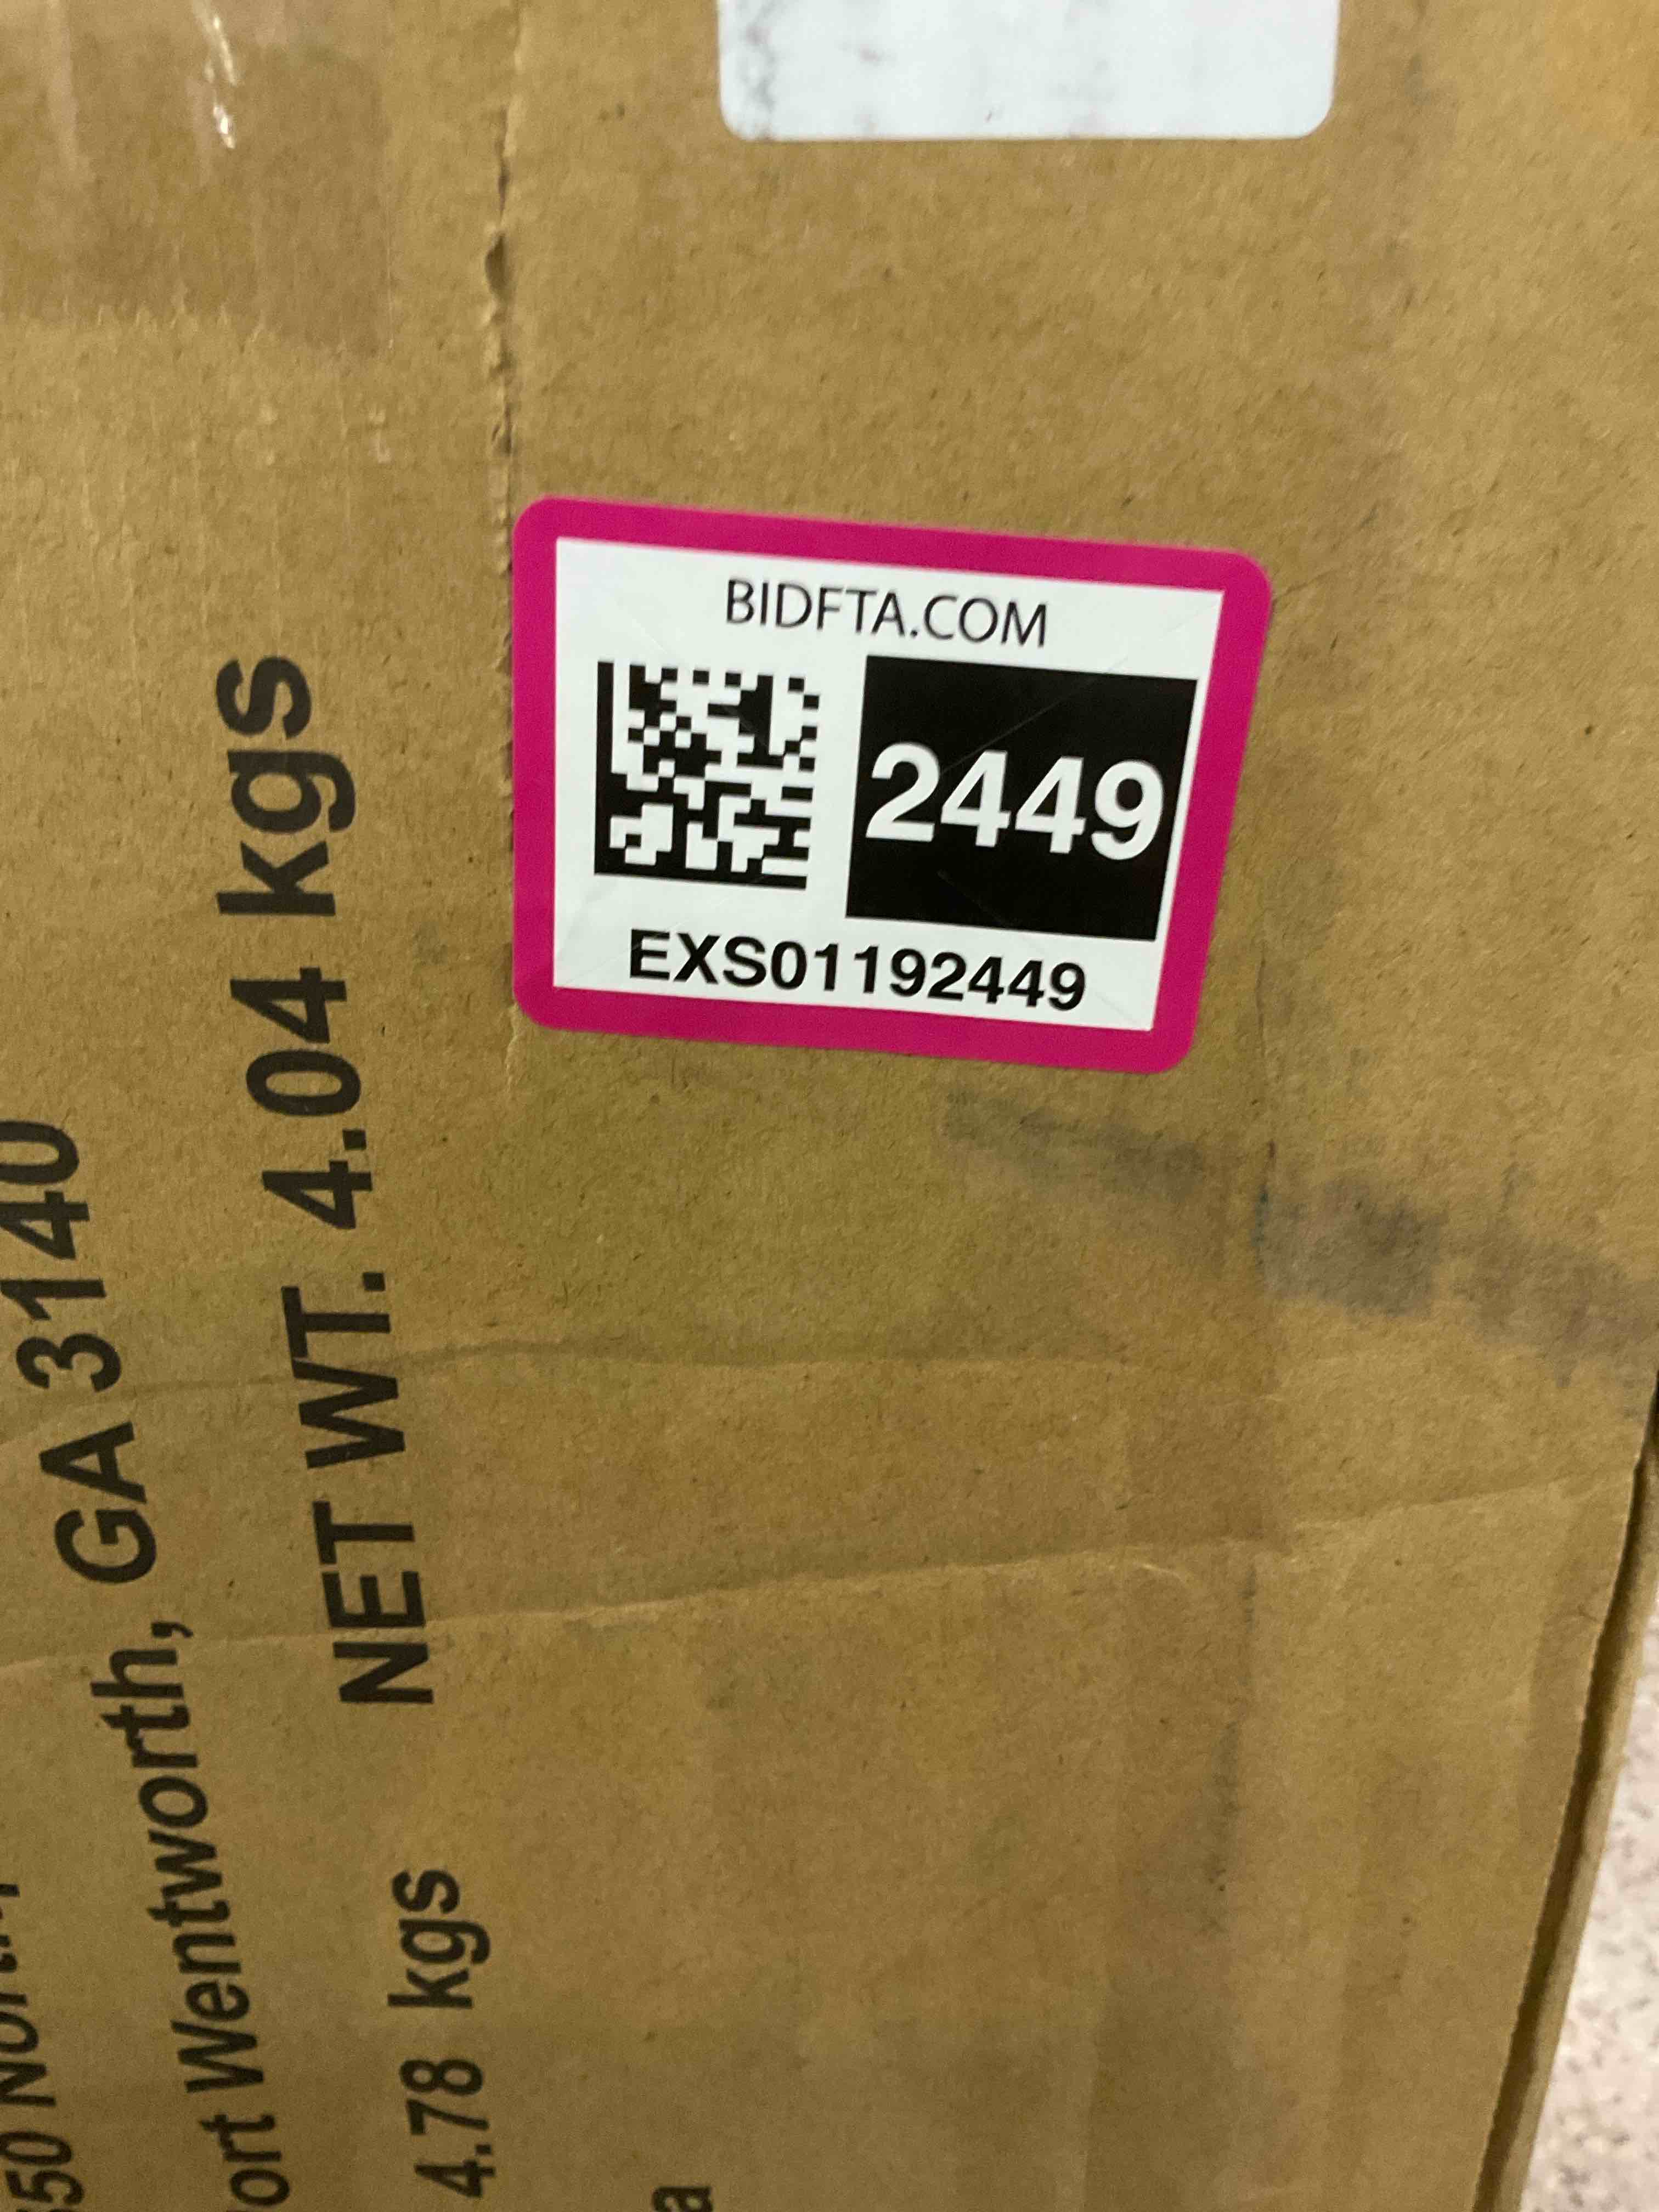 BIDFTA.COM
2449
EXS01192449
ort Wentworth, GA 3140
4.78 kgs NET WT. 4.04 kgs